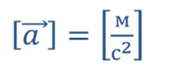 [a⃗] = [м/с²]